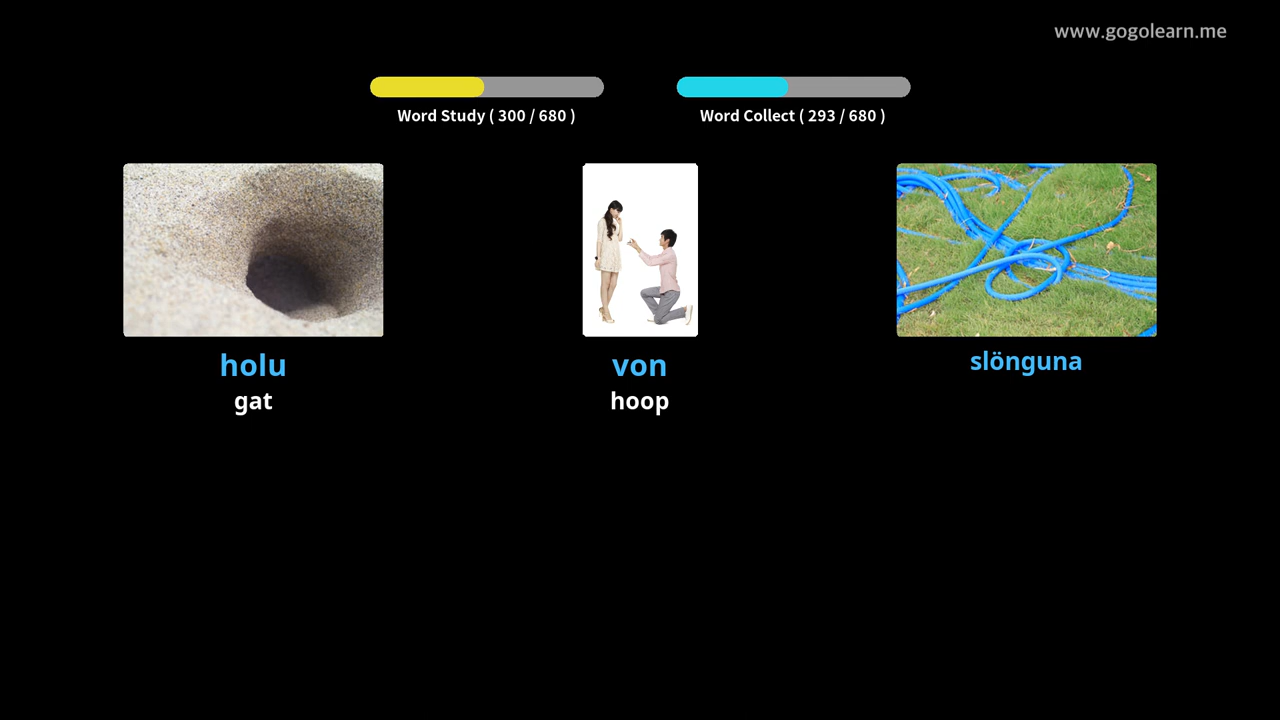 www.gogolearn.me
Word Study ( 300 / 680 )
Word Collect ( 293 / 680 )
holu
gat
von
hoop
slönguna